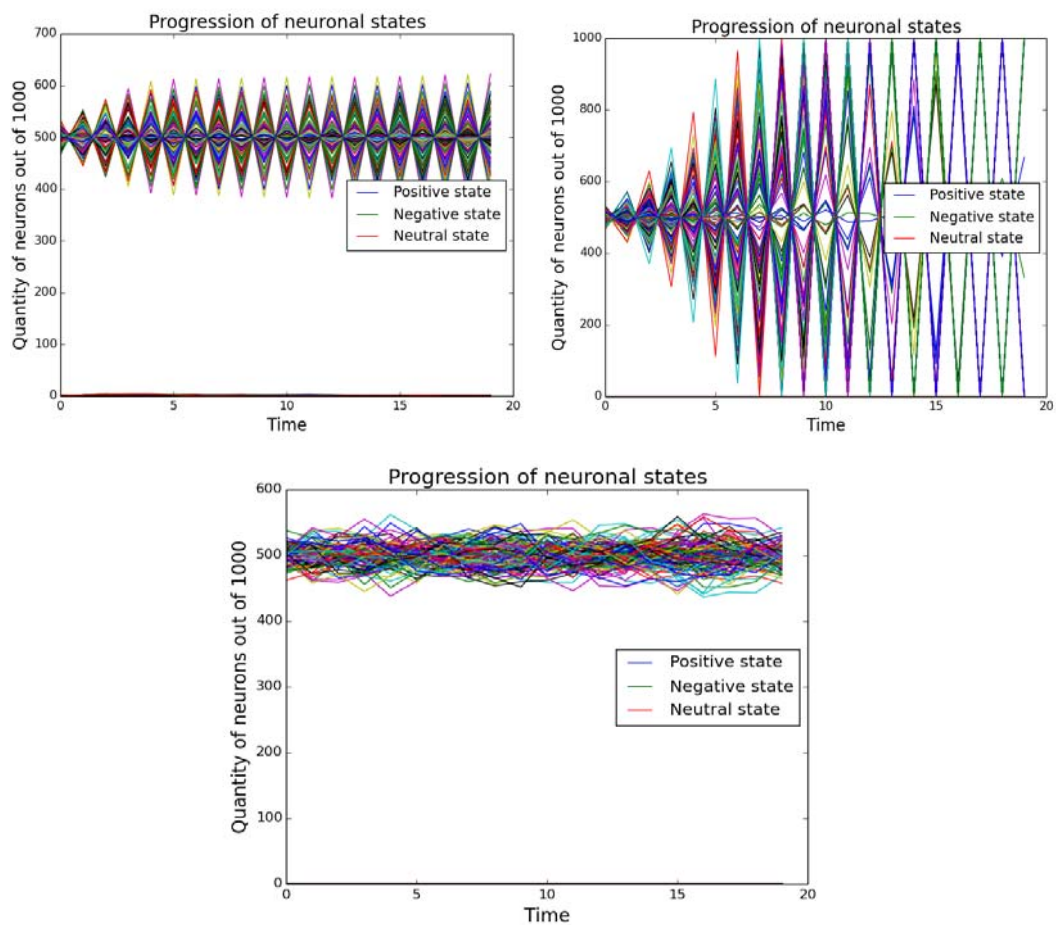 Progression of neuronal states
Quantity of neurons out of 1000
700
600
500
400
300
200
100
0
0 5 10 15 20
Time
Positive state
Negative state
Neutral state
Progression of neuronal states
Quantity of neurons out of 1000
1000
800
600
400
200
0
0 5 10 15 20
Time
Positive state
Negative state
Neutral state
Progression of neuronal states
Quantity of neurons out of 1000
600
500
400
300
200
100
0
0 5 10 15 20
Time
Positive state
Negative state
Neutral state